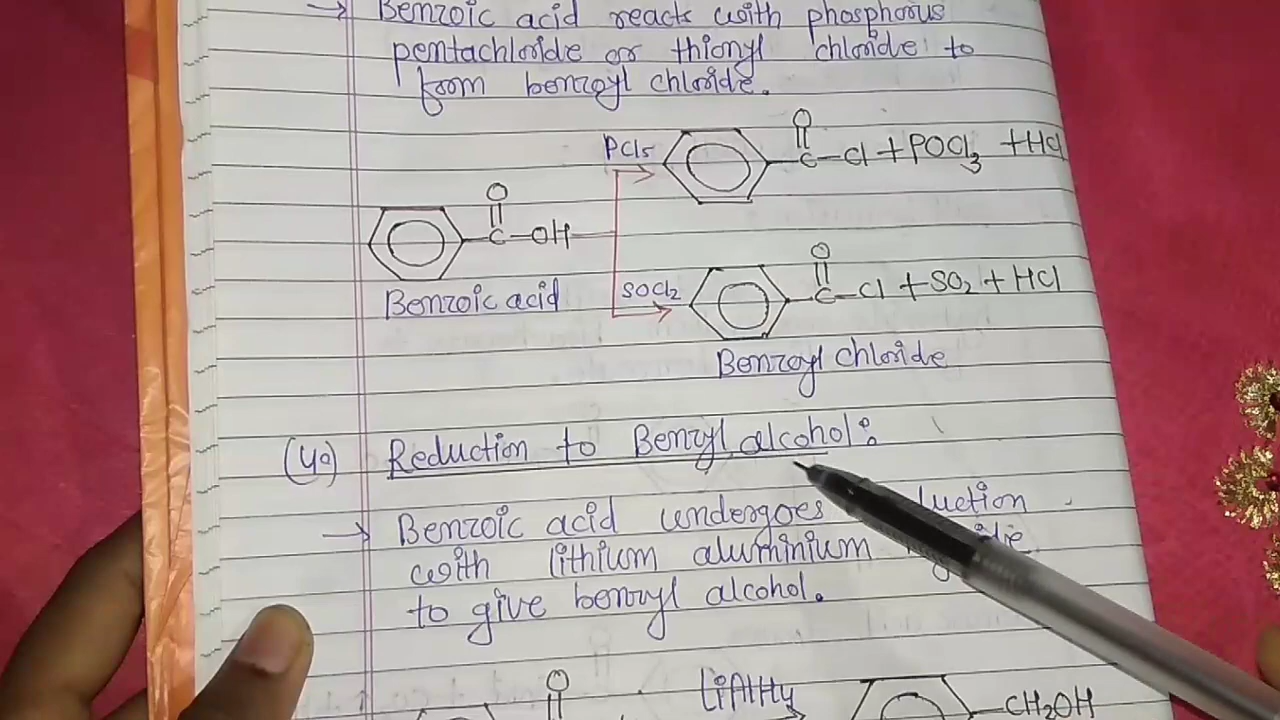 → Benzoic acid reacts with phosphorus
pentachloride or thionyl chloride to
from benzoyl chloride.
PCl5
O
C-Cl + POCl3 + HCl
O
C-OH
Benzoic acid
SOCl2
O
C-Cl + SO2 + HCl
Benzoyl chloride
(4.) Reduction to Benzyl alcohol:
→ Benzoic acid undergoes
with lithium aluminium
to give benzyl alcohol.
O
LiAlH4
CH2OH